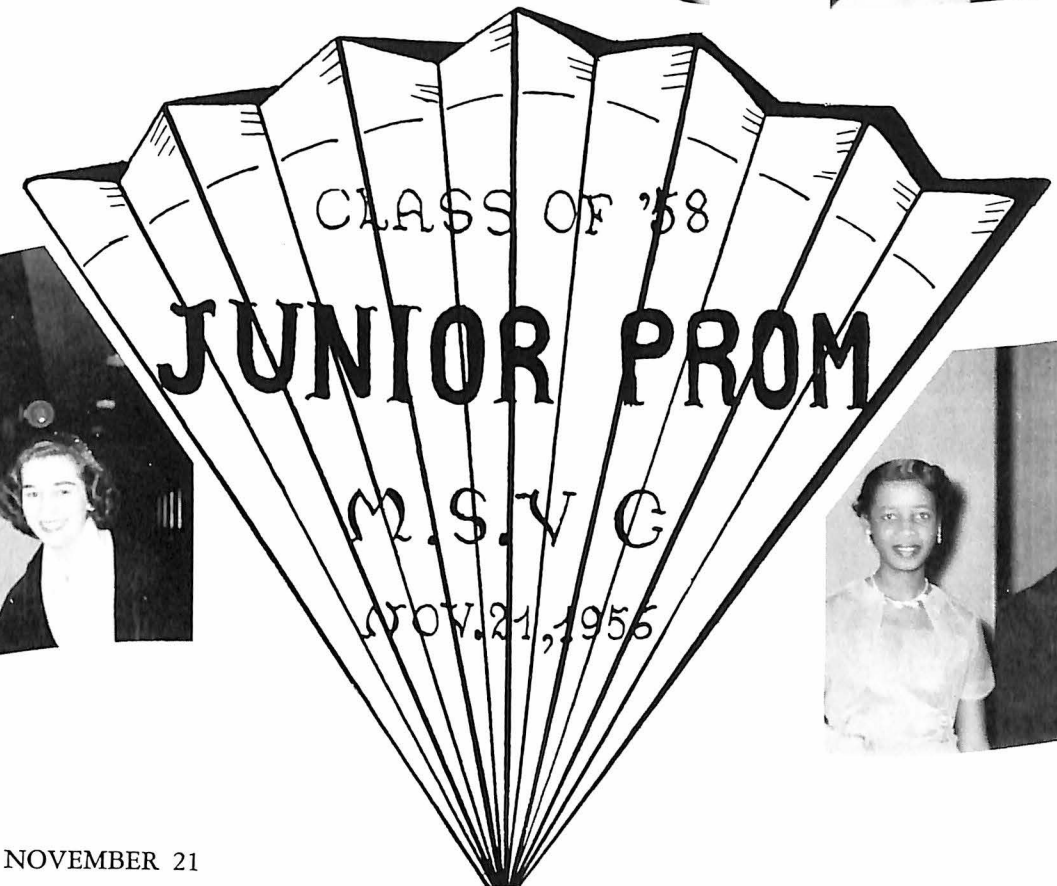 CLASS OF '58
JUNIOR PROM
M.S.V C
NOV.21,1956
NOVEMBER 21